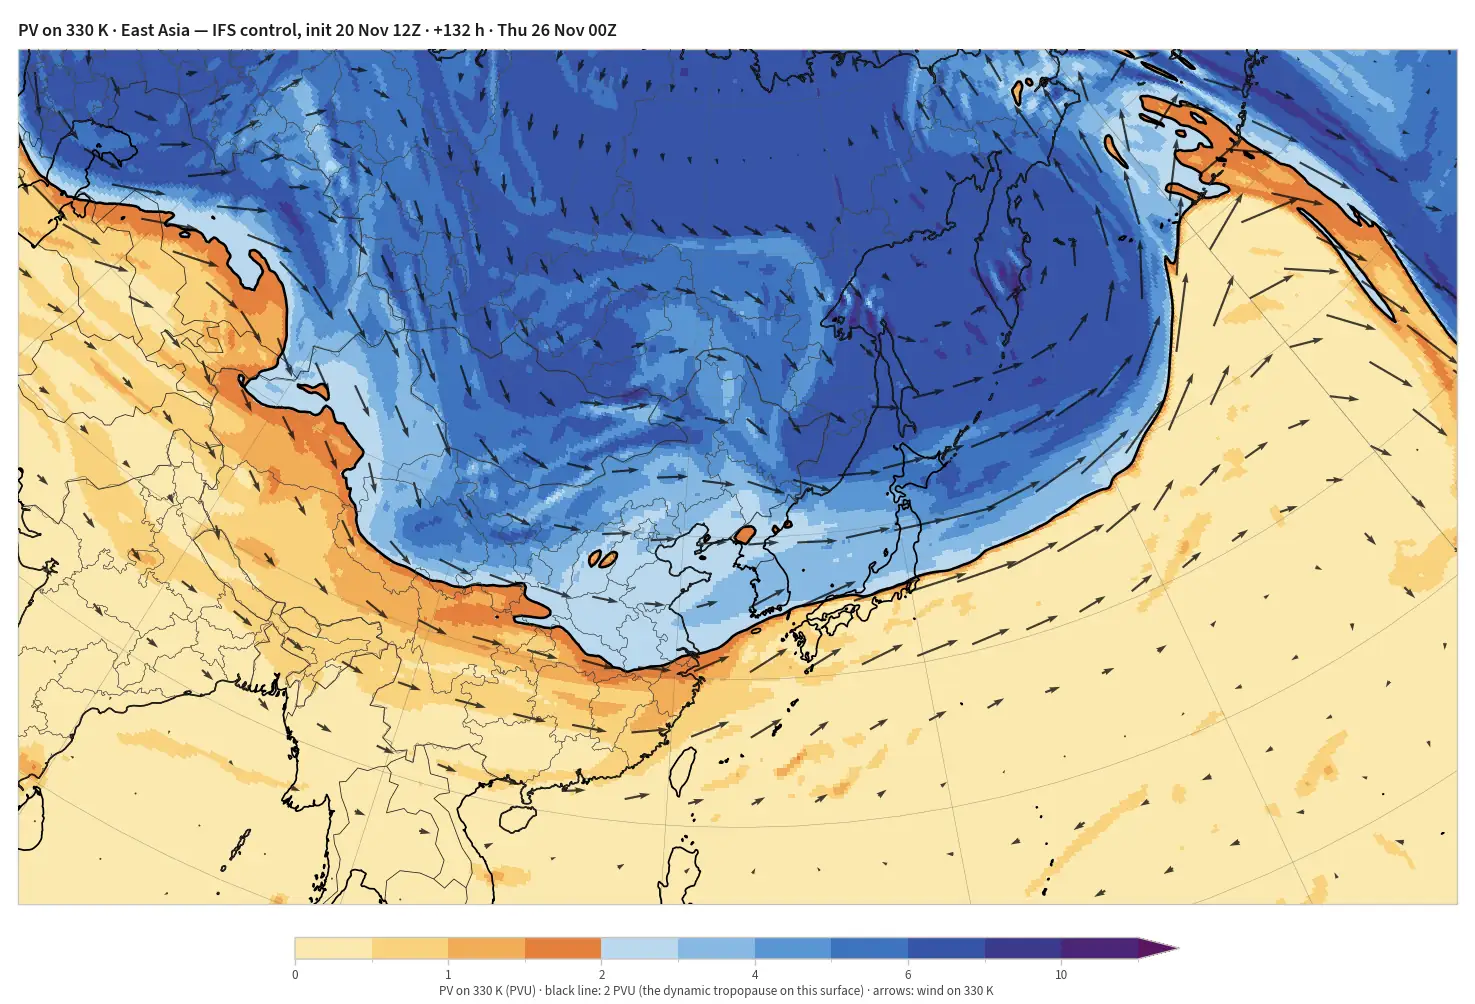 PV on 330 K · East Asia — IFS control, init 20 Nov 12Z · +132 h · Thu 26 Nov 00Z
0 1 2 4 6 10
PV on 330 K (PVU) · black line: 2 PVU (the dynamic tropopause on this surface) · arrows: wind on 330 K